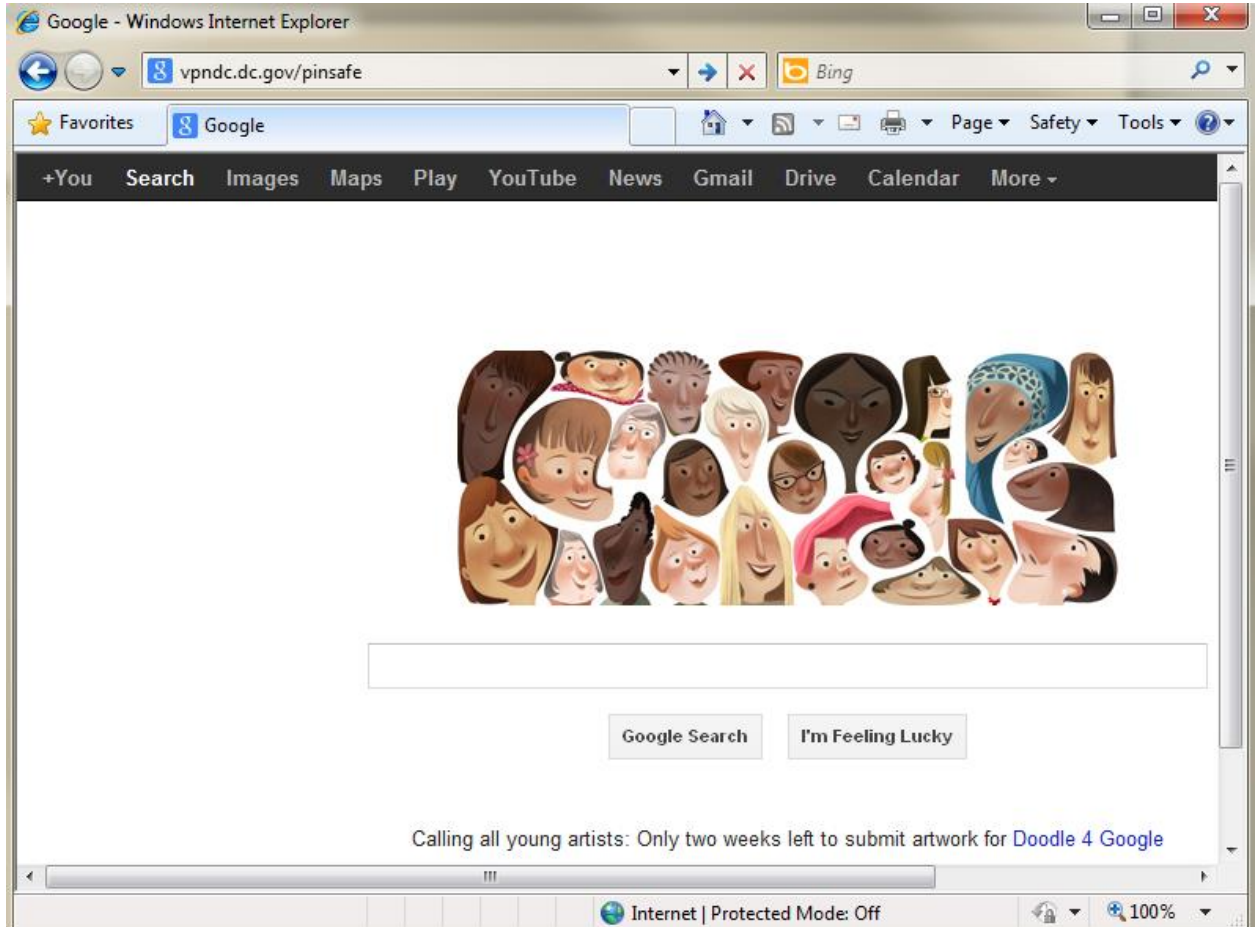 Google - Windows Internet Explorer
vpndc.dc.gov/pinsafe
Bing
Favorites
Google
Page
Safety
Tools
+You Search Images Maps Play YouTube News Gmail Drive Calendar More
Google Search
I'm Feeling Lucky
Calling all young artists: Only two weeks left to submit artwork for Doodle 4 Google
Internet | Protected Mode: Off
100%